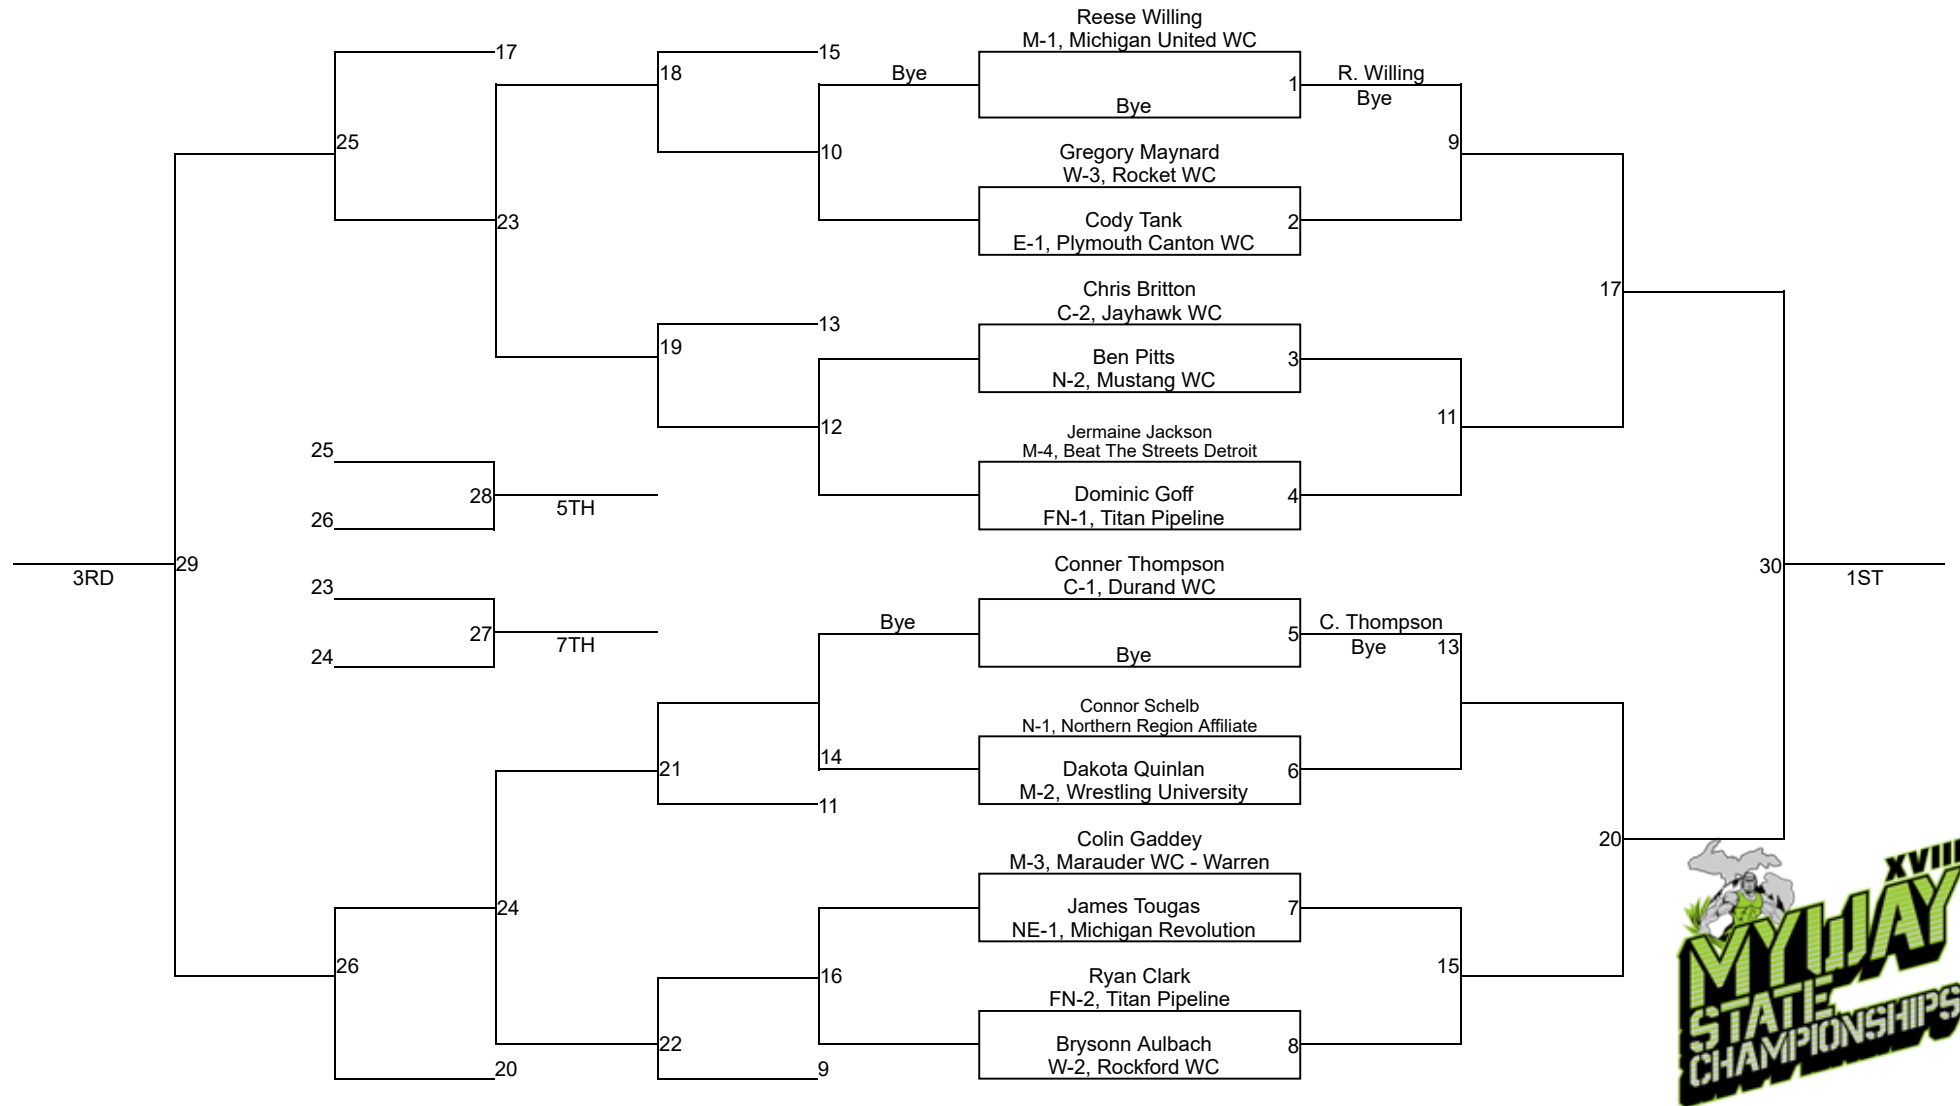 Reese Willing
M-1, Michigan United WC
17
15
18
Bye
1
R. Willing
Bye
Bye
25
10
Gregory Maynard
9
W-3, Rocket WC
23
Cody Tank
2
E-1, Plymouth Canton WC
Chris Britton
17
C-2, Jayhawk WC
13
19
Ben Pitts
3
N-2, Mustang WC
12
11
Jermaine Jackson
25
M-4, Beat The Streets Detroit
28
5TH
Dominic Goff
4
26
FN-1, Titan Pipeline
3RD
29
Conner Thompson
30
1ST
23
C-1, Durand WC
Bye
C. Thompson
27
7TH
5
Bye
13
24
Bye
Connor Schelb
N-1, Northern Region Affiliate
14
21
Dakota Quinlan
6
M-2, Wrestling University
11
Colin Gaddey
20
M-3, Marauder WC - Warren
24
James Tougas
7
NE-1, Michigan Revolution
26
16
Ryan Clark
15
FN-2, Titan Pipeline
22
Brysonn Aulbach
8
20
9
W-2, Rockford WC
XVIII
MYWAY
STATE
CHAMPIONSHIPS